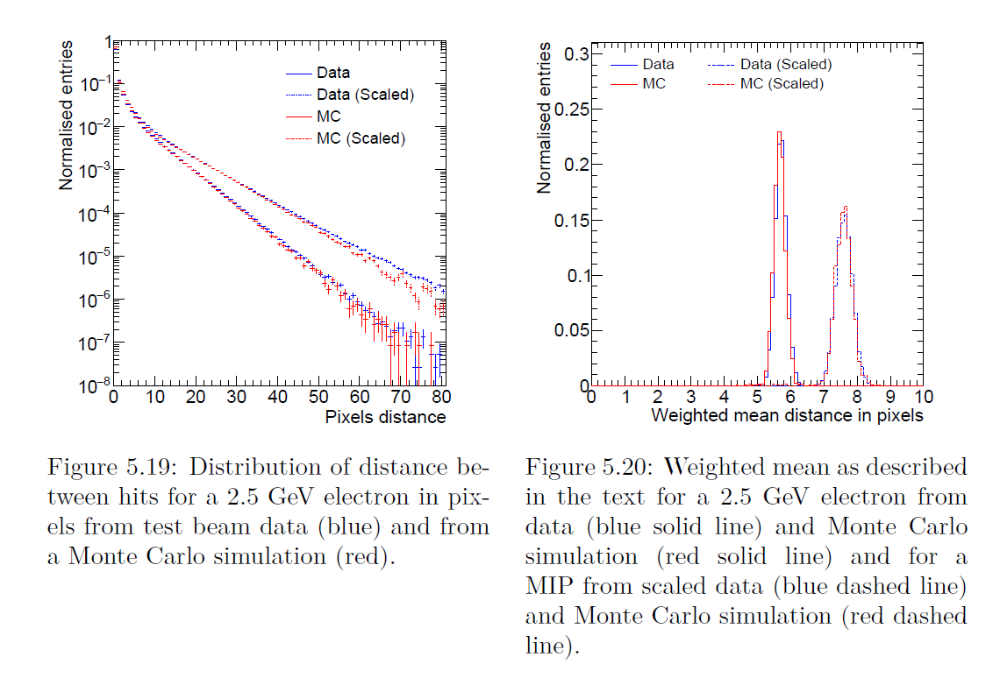 Normalised entries
1
10−1
10−2
10−3
10−4
10−5
10−6
10−7
10−8
Data
Data (Scaled)
MC
MC (Scaled)
0 10 20 30 40 50 60 70 80
Pixels distance
Normalised entries
0.3
0.25
0.2
0.15
0.1
0.05
0
Data Data (Scaled)
MC MC (Scaled)
0 1 2 3 4 5 6 7 8 9 10
Weighted mean distance in pixels
Figure 5.19: Distribution of distance be-
tween hits for a 2.5 GeV electron in pix-
els from test beam data (blue) and from
a Monte Carlo simulation (red).
Figure 5.20: Weighted mean as described
in the text for a 2.5 GeV electron from
data (blue solid line) and Monte Carlo
simulation (red solid line) and for a
MIP from scaled data (blue dashed line)
and Monte Carlo simulation (red dashed
line).